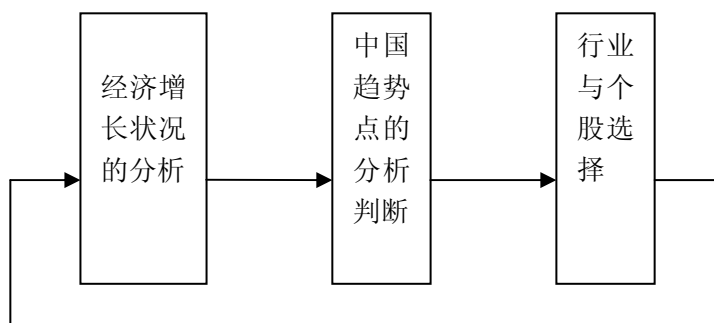 经济增
长状况
的分析
中国
趋势
点的
分析
判断
行业
与个
股选
择